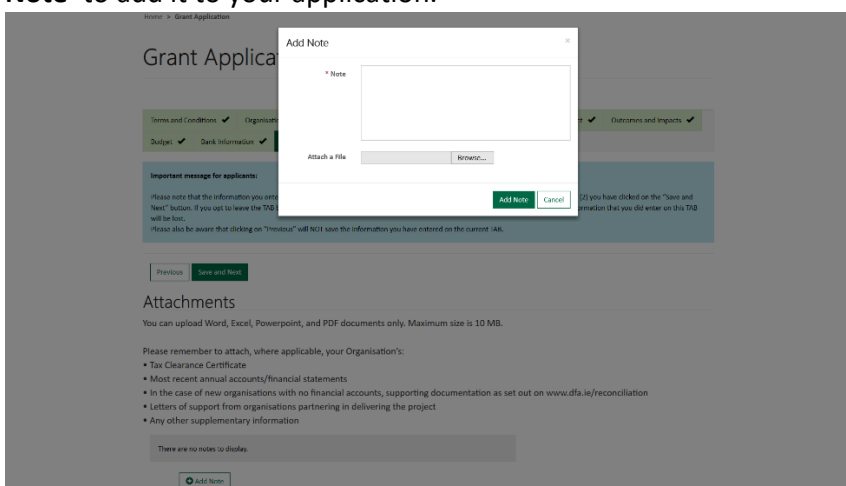 Note" to add it to your application.
Home > Grant Application
Add Note ×
Grant Applica
* Note
Terms and Conditions ✔ Organisatio ✔ Outcomes and Impacts ✔
Budget ✔ Bank Information ✔
Attach a File Browse...
Important message for applicants:
Please note that the information you ente (2) you have clicked on the "Save and
Next" button. If you opt to leave the TAB ormation that you did enter on this TAB
will be lost.
Add Note Cancel
Please also be aware that clicking on "Previous" will NOT save the information you have entered on the current TAB.
Previous Save and Next
Attachments
You can upload Word, Excel, Powerpoint, and PDF documents only. Maximum size is 10 MB.
Please remember to attach, where applicable, your Organisation's:
• Tax Clearance Certificate
• Most recent annual accounts/financial statements
• In the case of new organisations with no financial accounts, supporting documentation as set out on www.dfa.ie/reconciliation
• Letters of support from organisations partnering in delivering the project
• Any other supplementary information
There are no notes to display.
Add Note